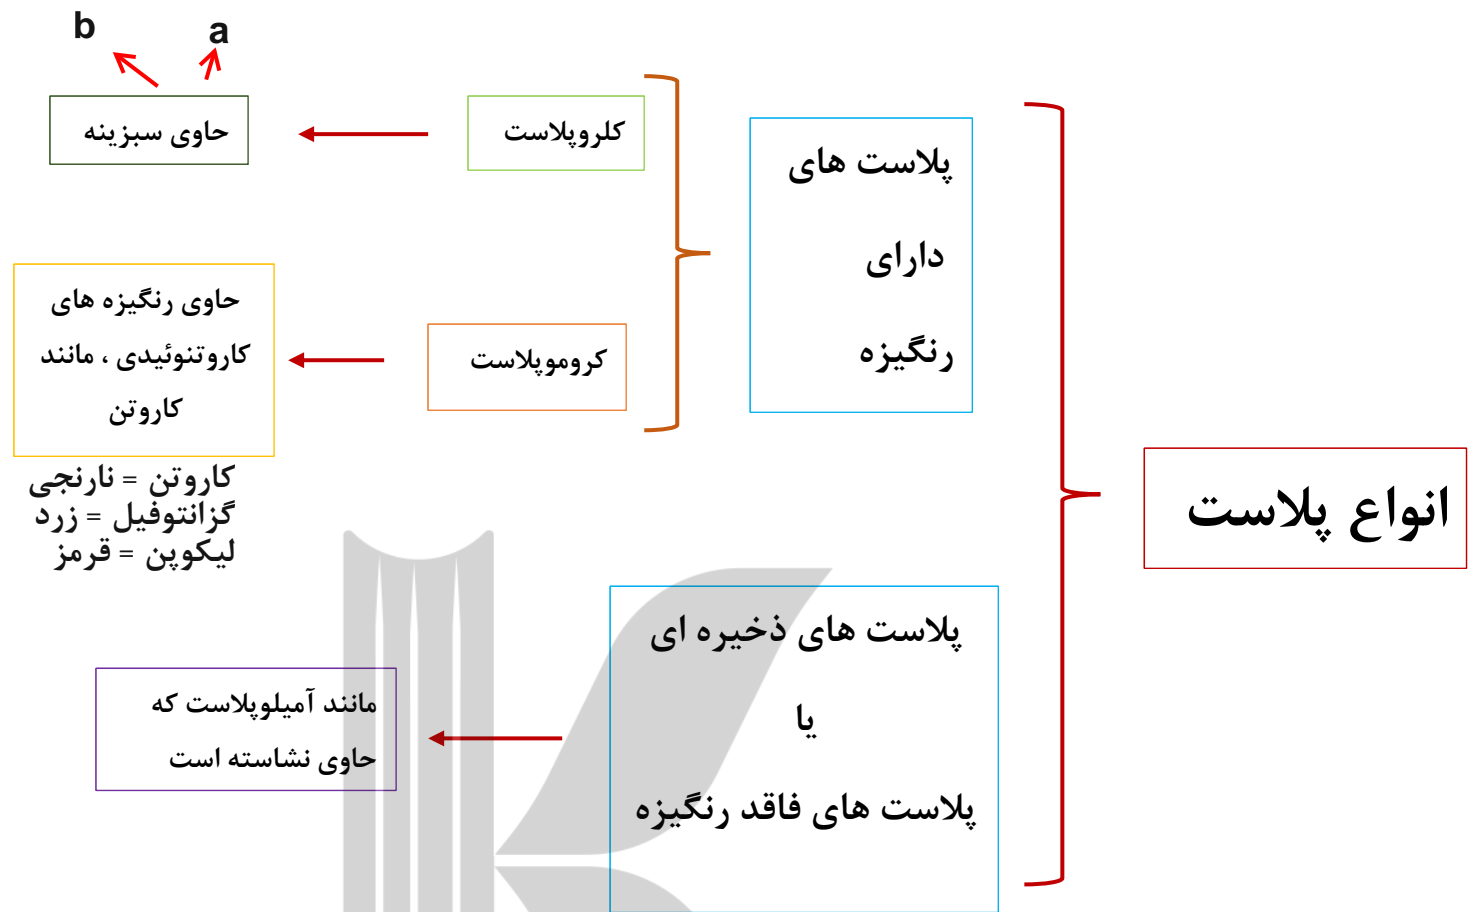 انواع پلاست
پلاست های
دارای
رنگیزه
کلروپلاست
حاوی سبزینه
a
b
کروموپلاست
حاوی رنگیزه های
کاروتنوئیدی ، مانند
کاروتن
کاروتن = نارنجی
گزانتوفیل = زرد
لیکوپن = قرمز
پلاست های ذخیره ای
یا
پلاست های فاقد رنگیزه
مانند آمیلوپلاست که
حاوی نشاسته است